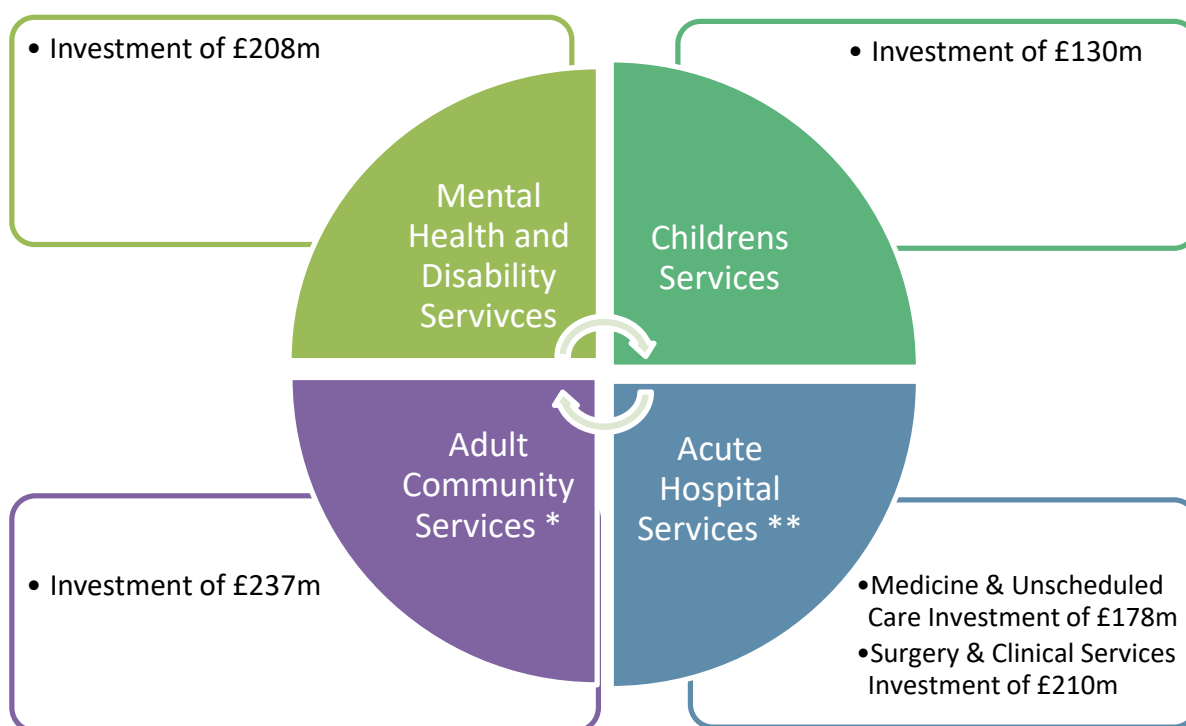 • Investment of £208m
• Investment of £130m
Mental
Health and
Disability
Servivces
Childrens
Services
Adult
Community
Services *
Acute
Hospital
Services **
• Investment of £237m
•Medicine & Unscheduled
Care Investment of £178m
•Surgery & Clinical Services
Investment of £210m